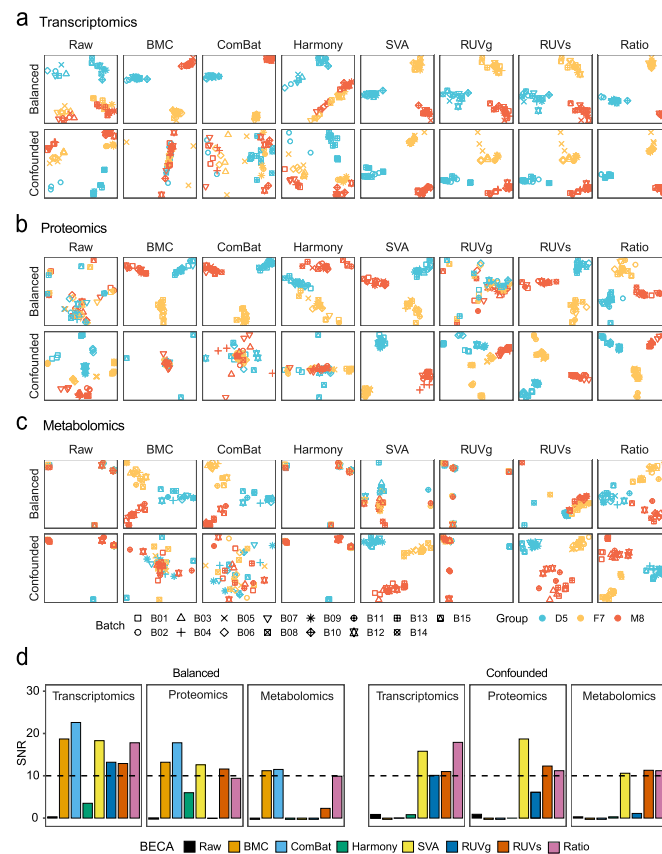 a Transcriptomics
Raw BMC ComBat Harmony SVA RUVg RUVs Ratio
Balanced
Confounded
b Proteomics
Raw BMC ComBat Harmony SVA RUVg RUVs Ratio
Balanced
Confounded
c Metabolomics
Raw BMC ComBat Harmony SVA RUVg RUVs Ratio
Balanced
Confounded
Batch B01 B03 B05 B07 B09 B11 B13 B15 Group D5 F7 M8
B02 B04 B06 B08 B10 B12 B14
d Balanced Confounded
Transcriptomics Proteomics Metabolomics Transcriptomics Proteomics Metabolomics
SNR
30
20
10
0
BECA Raw BMC ComBat Harmony SVA RUVg RUVs Ratio